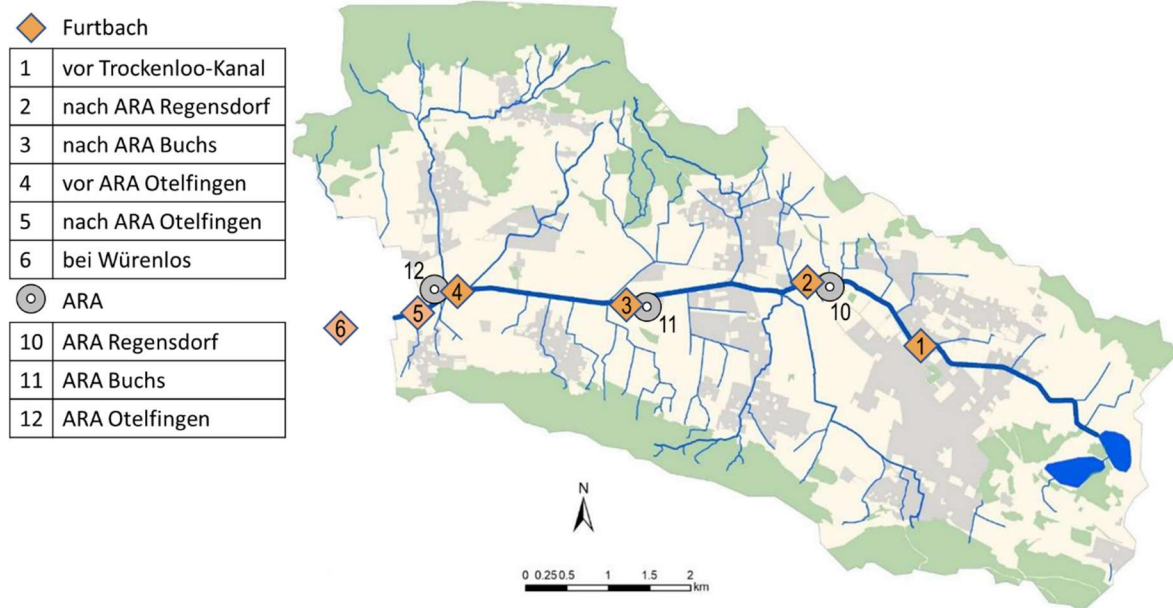 Furtbach
1 vor Trockenloo-Kanal
2 nach ARA Regensdorf
3 nach ARA Buchs
4 vor ARA Otelfingen
5 nach ARA Otelfingen
6 bei Würenlos
ARA
10 ARA Regensdorf
11 ARA Buchs
12 ARA Otelfingen
12
4
5
6
3
11
2
10
1
N
0 0.25 0.5 1 1.5 2
km